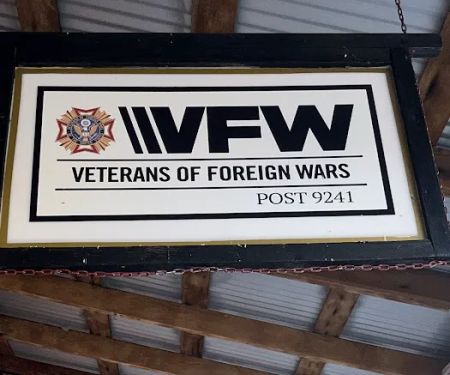 VFW
VETERANS OF FOREIGN WARS
POST 9241